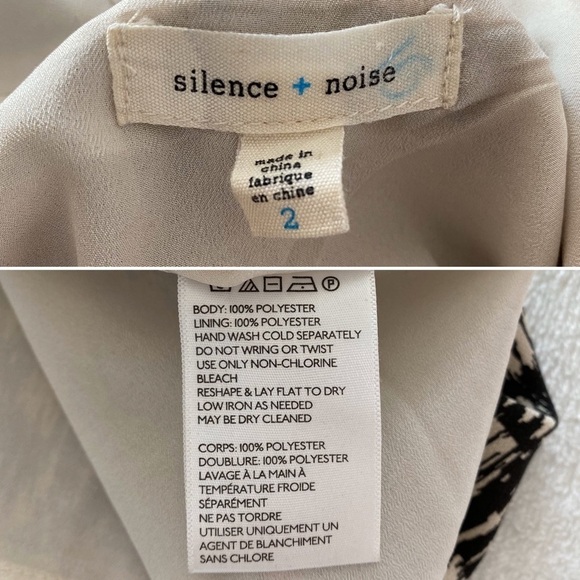 silence + noise
made in
china
fabriqué
en chine
2
BODY: 100% POLYESTER
LINING: 100% POLYESTER
HAND WASH COLD SEPARATELY
DO NOT WRING OR TWIST
USE ONLY NON-CHLORINE
BLEACH
RESHAPE & LAY FLAT TO DRY
LOW IRON AS NEEDED
MAY BE DRY CLEANED
CORPS: 100% POLYESTER
DOUBLURE: 100% POLYESTER
LAVAGE À LA MAIN À
TEMPÉRATURE FROIDE
SÉPARÉMENT
NE PAS TORDRE
UTILISER UNIQUEMENT UN
AGENT DE BLANCHIMENT
SANS CHLORE